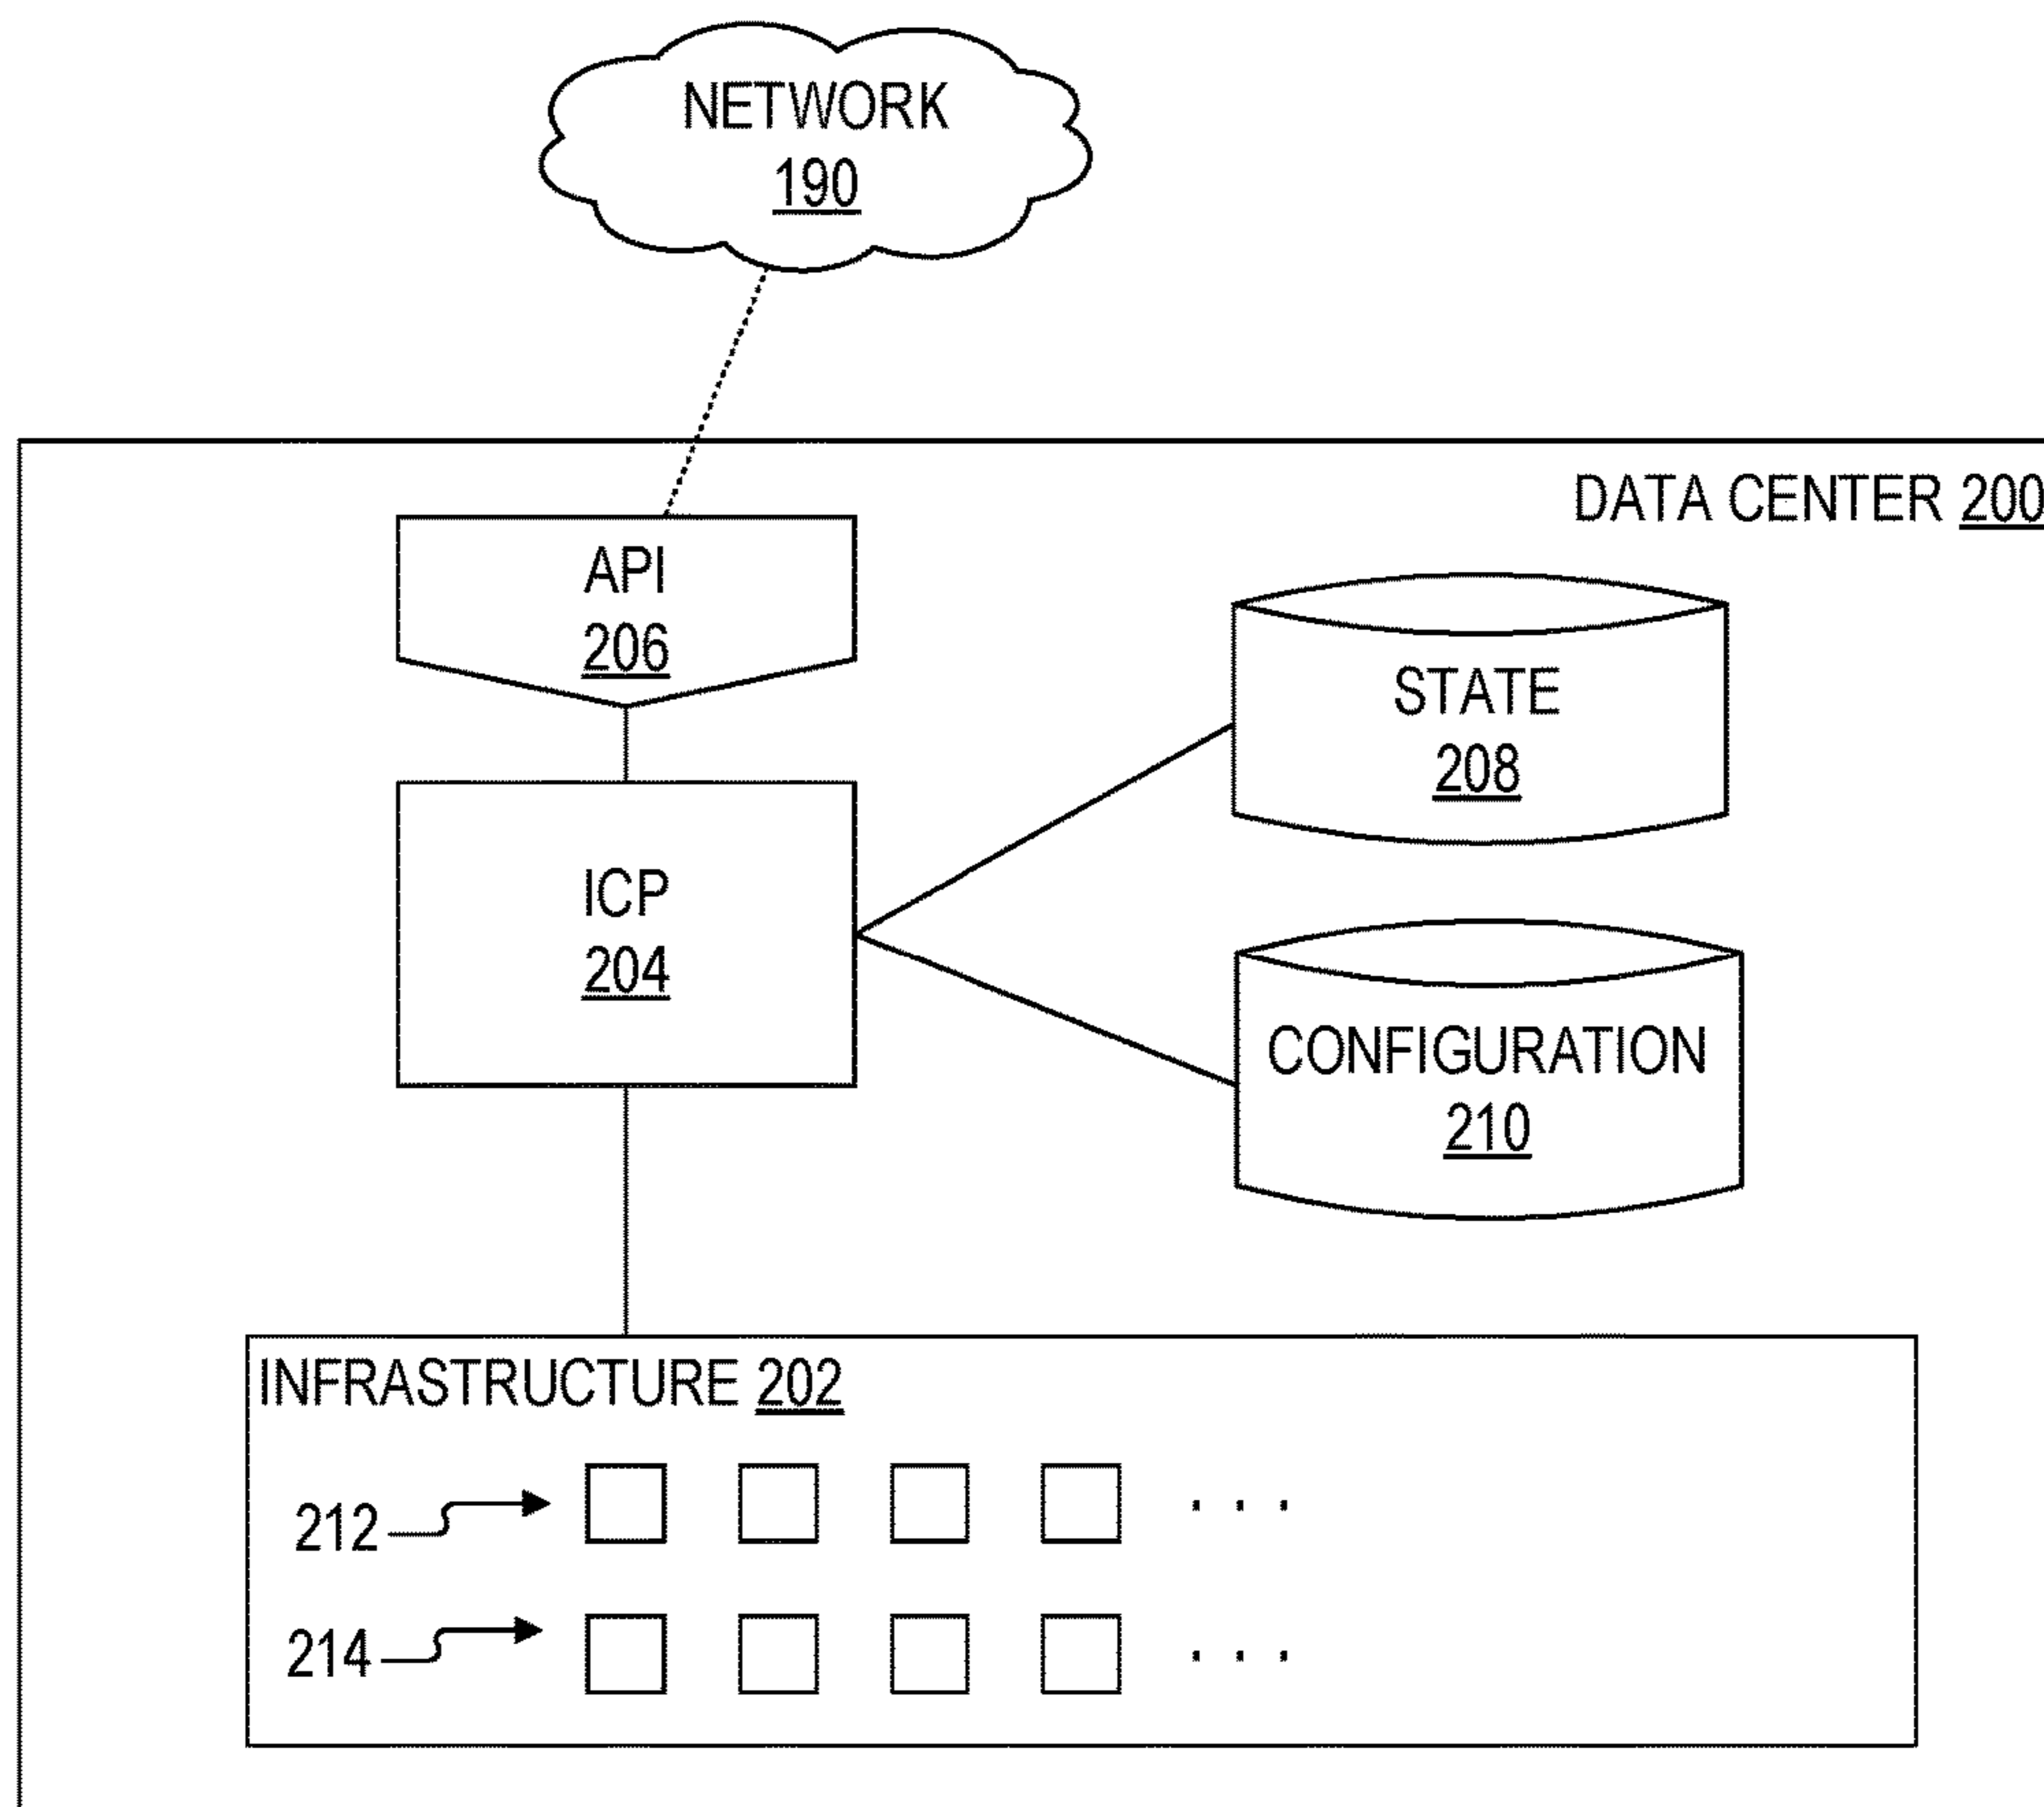 NETWORK
190
DATA CENTER 200
API
206
STATE
208
ICP
204
CONFIGURATION
210
INFRASTRUCTURE 202
212
. . .
214
. . .